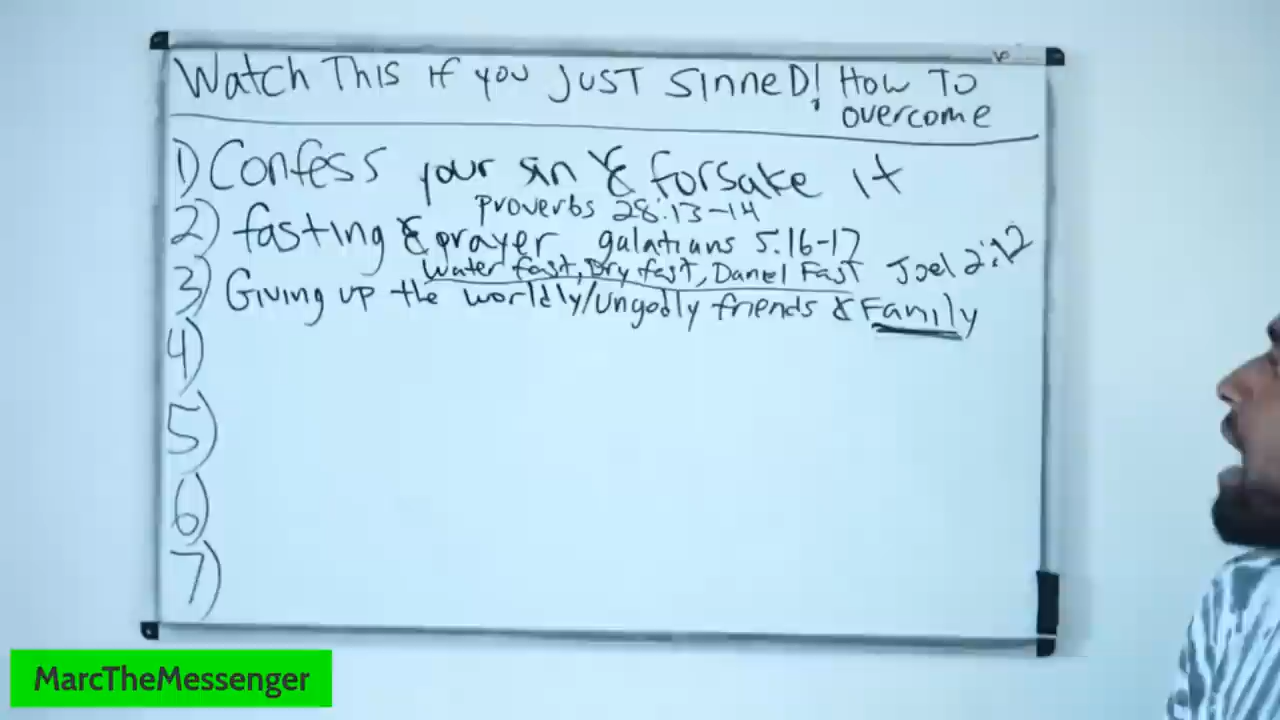 Watch This if you Just Sinned! How To
overcome
1) Confess your sin & forsake it
Proverbs 28:13-14
2) fasting & prayer galatians 5:16-17
Water fast, Dry fast, Daniel Fast Joel 2:12
3) Giving up the worldly/ungodly friends & Family
4)
5)
6)
7)
MarcTheMessenger